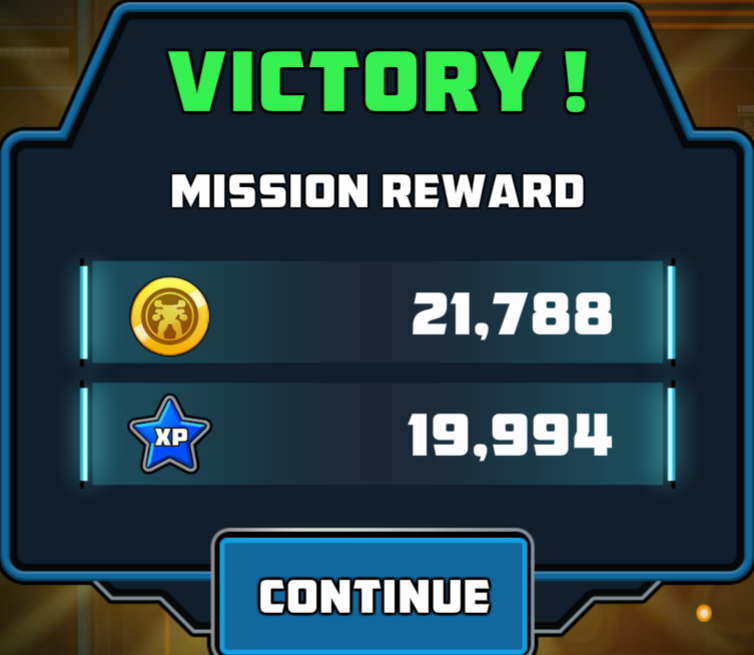 VICTORY !
MISSION REWARD
21,788
XP
19,994
CONTINUE